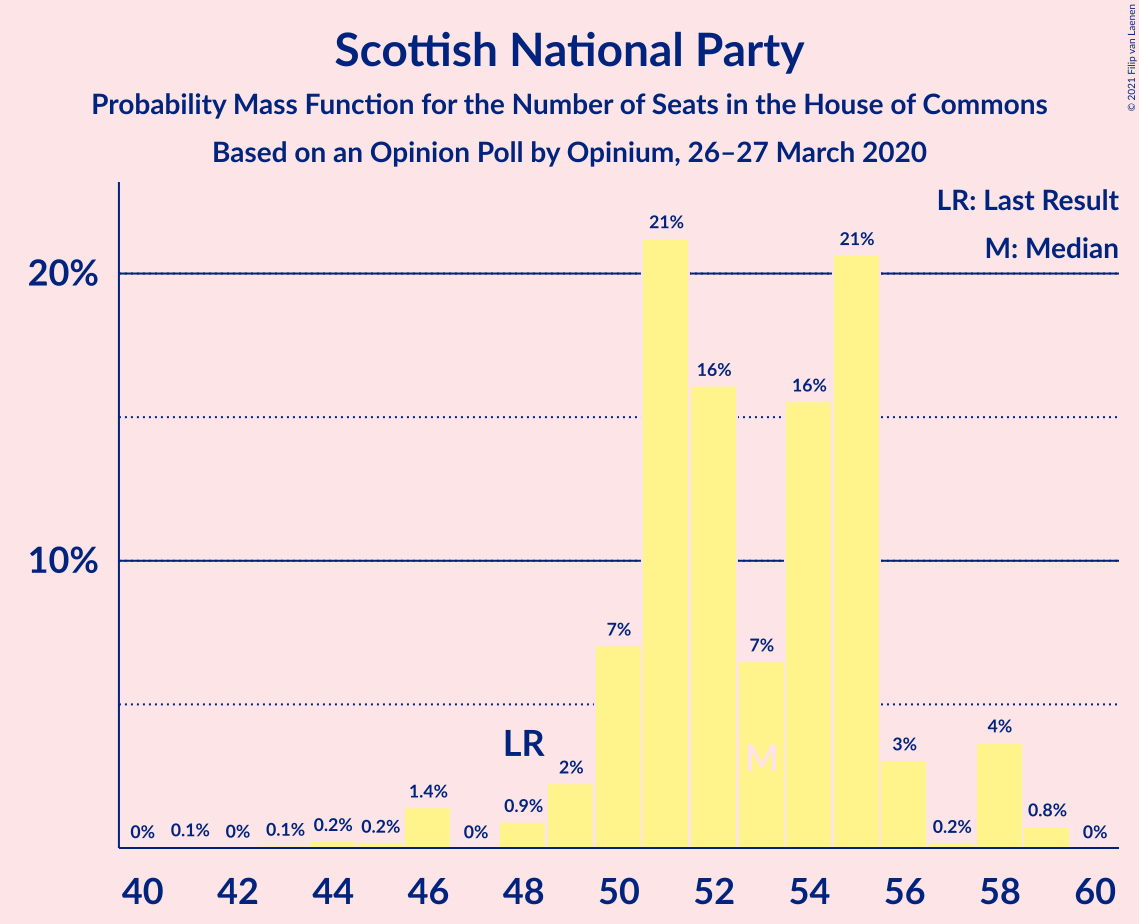 Scottish National Party
Probability Mass Function for the Number of Seats in the House of Commons
Based on an Opinion Poll by Opinium, 26–27 March 2020
© 2021 Filip van Laenen
LR: Last Result
M: Median
20%
10%
0%
0.1%
0%
0.1%
0.2%
0.2%
1.4%
0%
0.9%
LR
2%
7%
21%
16%
7%
M
16%
21%
3%
0.2%
4%
0.8%
0%
40 42 44 46 48 50 52 54 56 58 60